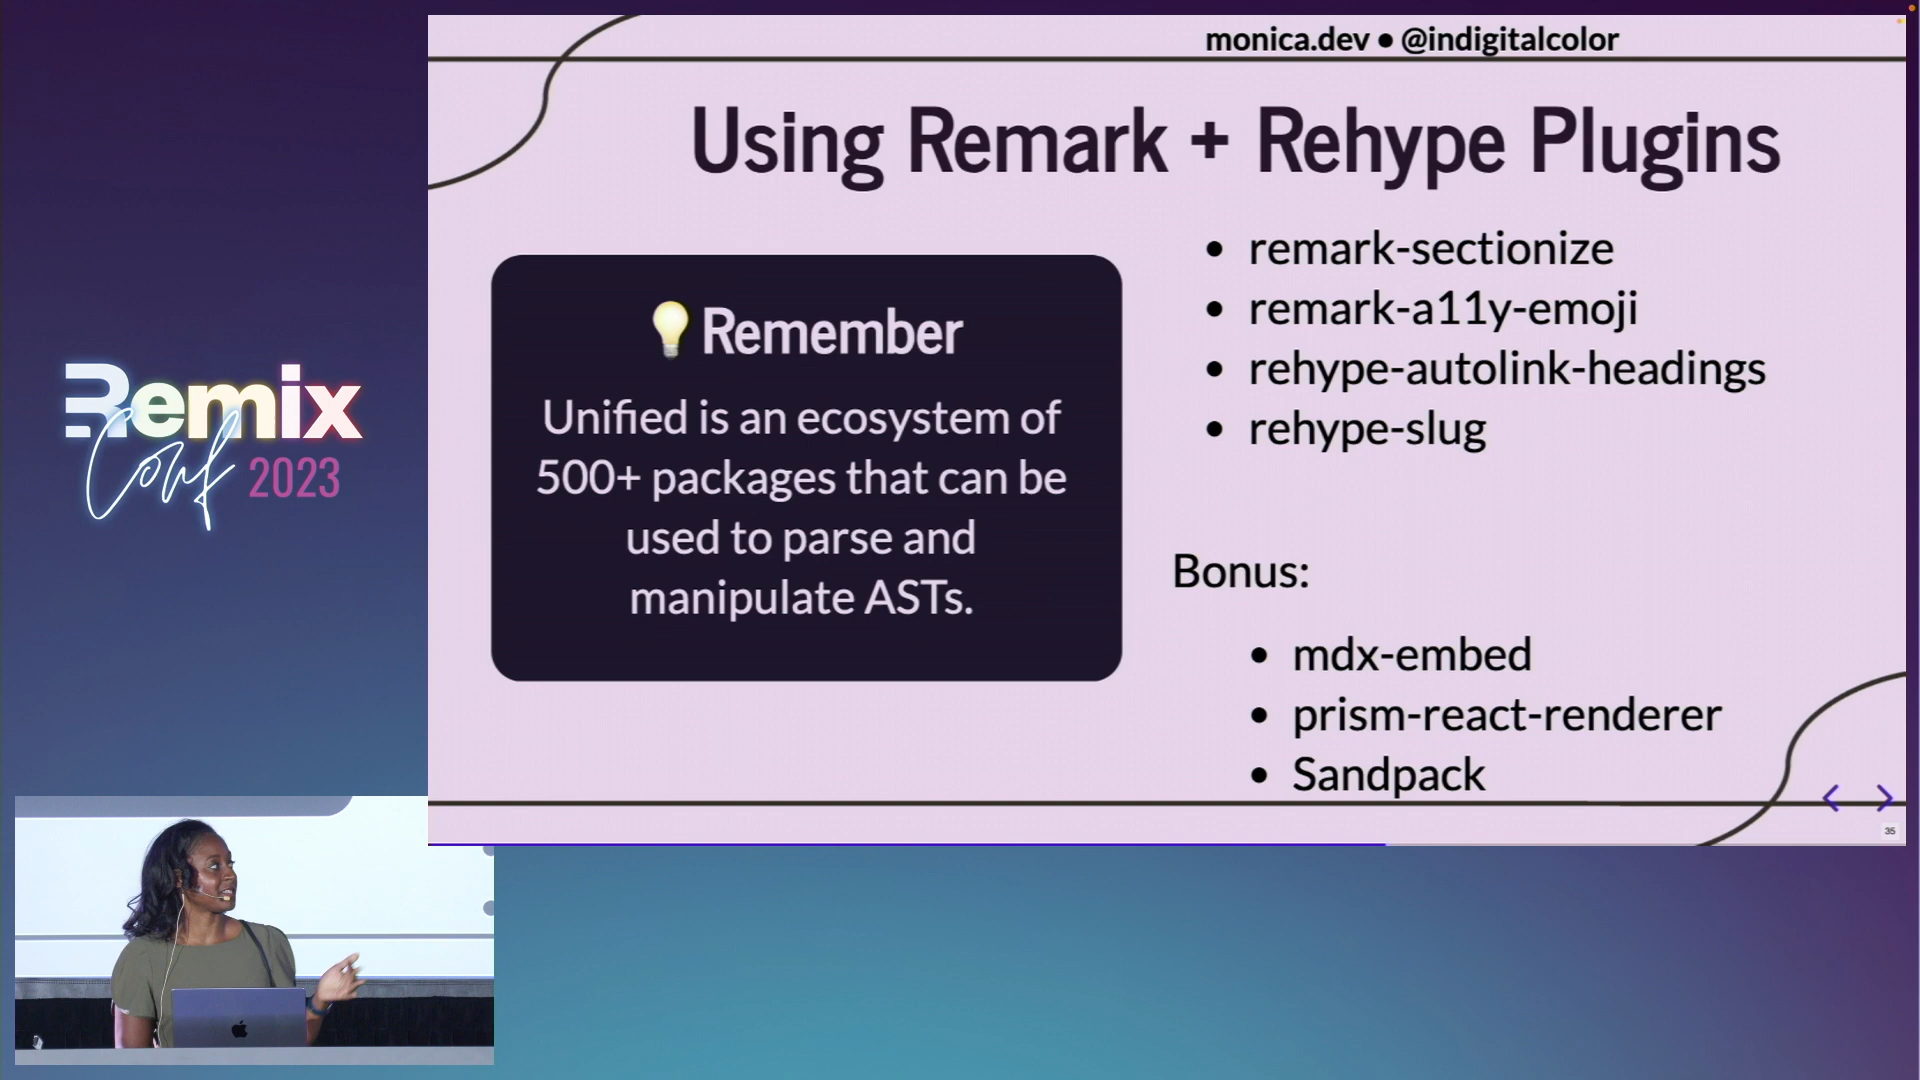 monica.dev ● @indigitalcolor
Using Remark + Rehype Plugins
💡 Remember
Unified is an ecosystem of
500+ packages that can be
used to parse and
manipulate ASTs.
• remark-sectionize
• remark-a11y-emoji
• rehype-autolink-headings
• rehype-slug
Bonus:
• mdx-embed
• prism-react-renderer
• Sandpack
35
Remix
Conf 2023